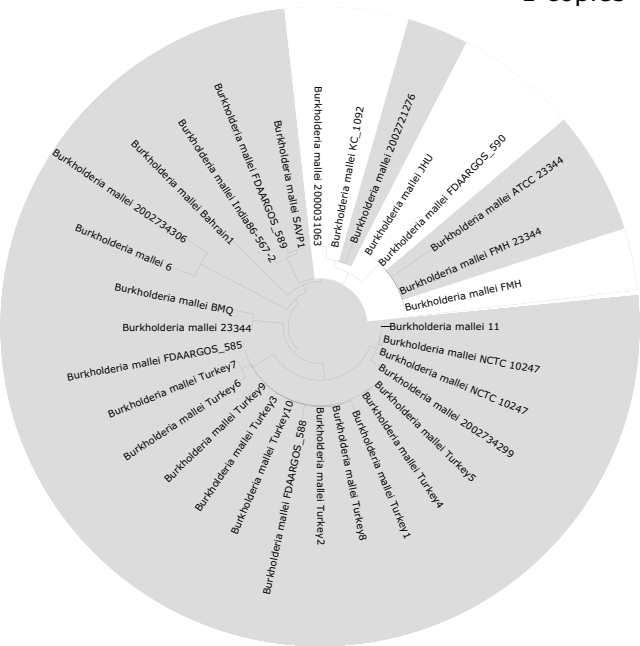 copies
Burkholderia mallei 2000031063
Burkholderia mallei KC_1092
Burkholderia mallei 2002721276
Burkholderia mallei JHU
Burkholderia mallei FDAARGOS_590
Burkholderia mallei ATCC 23344
Burkholderia mallei FMH 23344
Burkholderia mallei FMH
Burkholderia mallei 11
Burkholderia mallei NCTC 10247
Burkholderia mallei NCTC 10247
Burkholderia mallei 2002734299
Burkholderia mallei Turkey5
Burkholderia mallei Turkey4
Burkholderia mallei Turkey1
Burkholderia mallei Turkey8
Burkholderia mallei Turkey2
Burkholderia mallei FDAARGOS_588
Burkholderia mallei Turkey10
Burkholderia mallei Turkey3
Burkholderia mallei Turkey9
Burkholderia mallei Turkey6
Burkholderia mallei Turkey7
Burkholderia mallei FDAARGOS_585
Burkholderia mallei 23344
Burkholderia mallei BMQ
Burkholderia mallei 6
Burkholderia mallei 2002734306
Burkholderia mallei Bahrain1
Burkholderia mallei India86-567-2
Burkholderia mallei FDAARGOS_589
Burkholderia mallei SAVP1